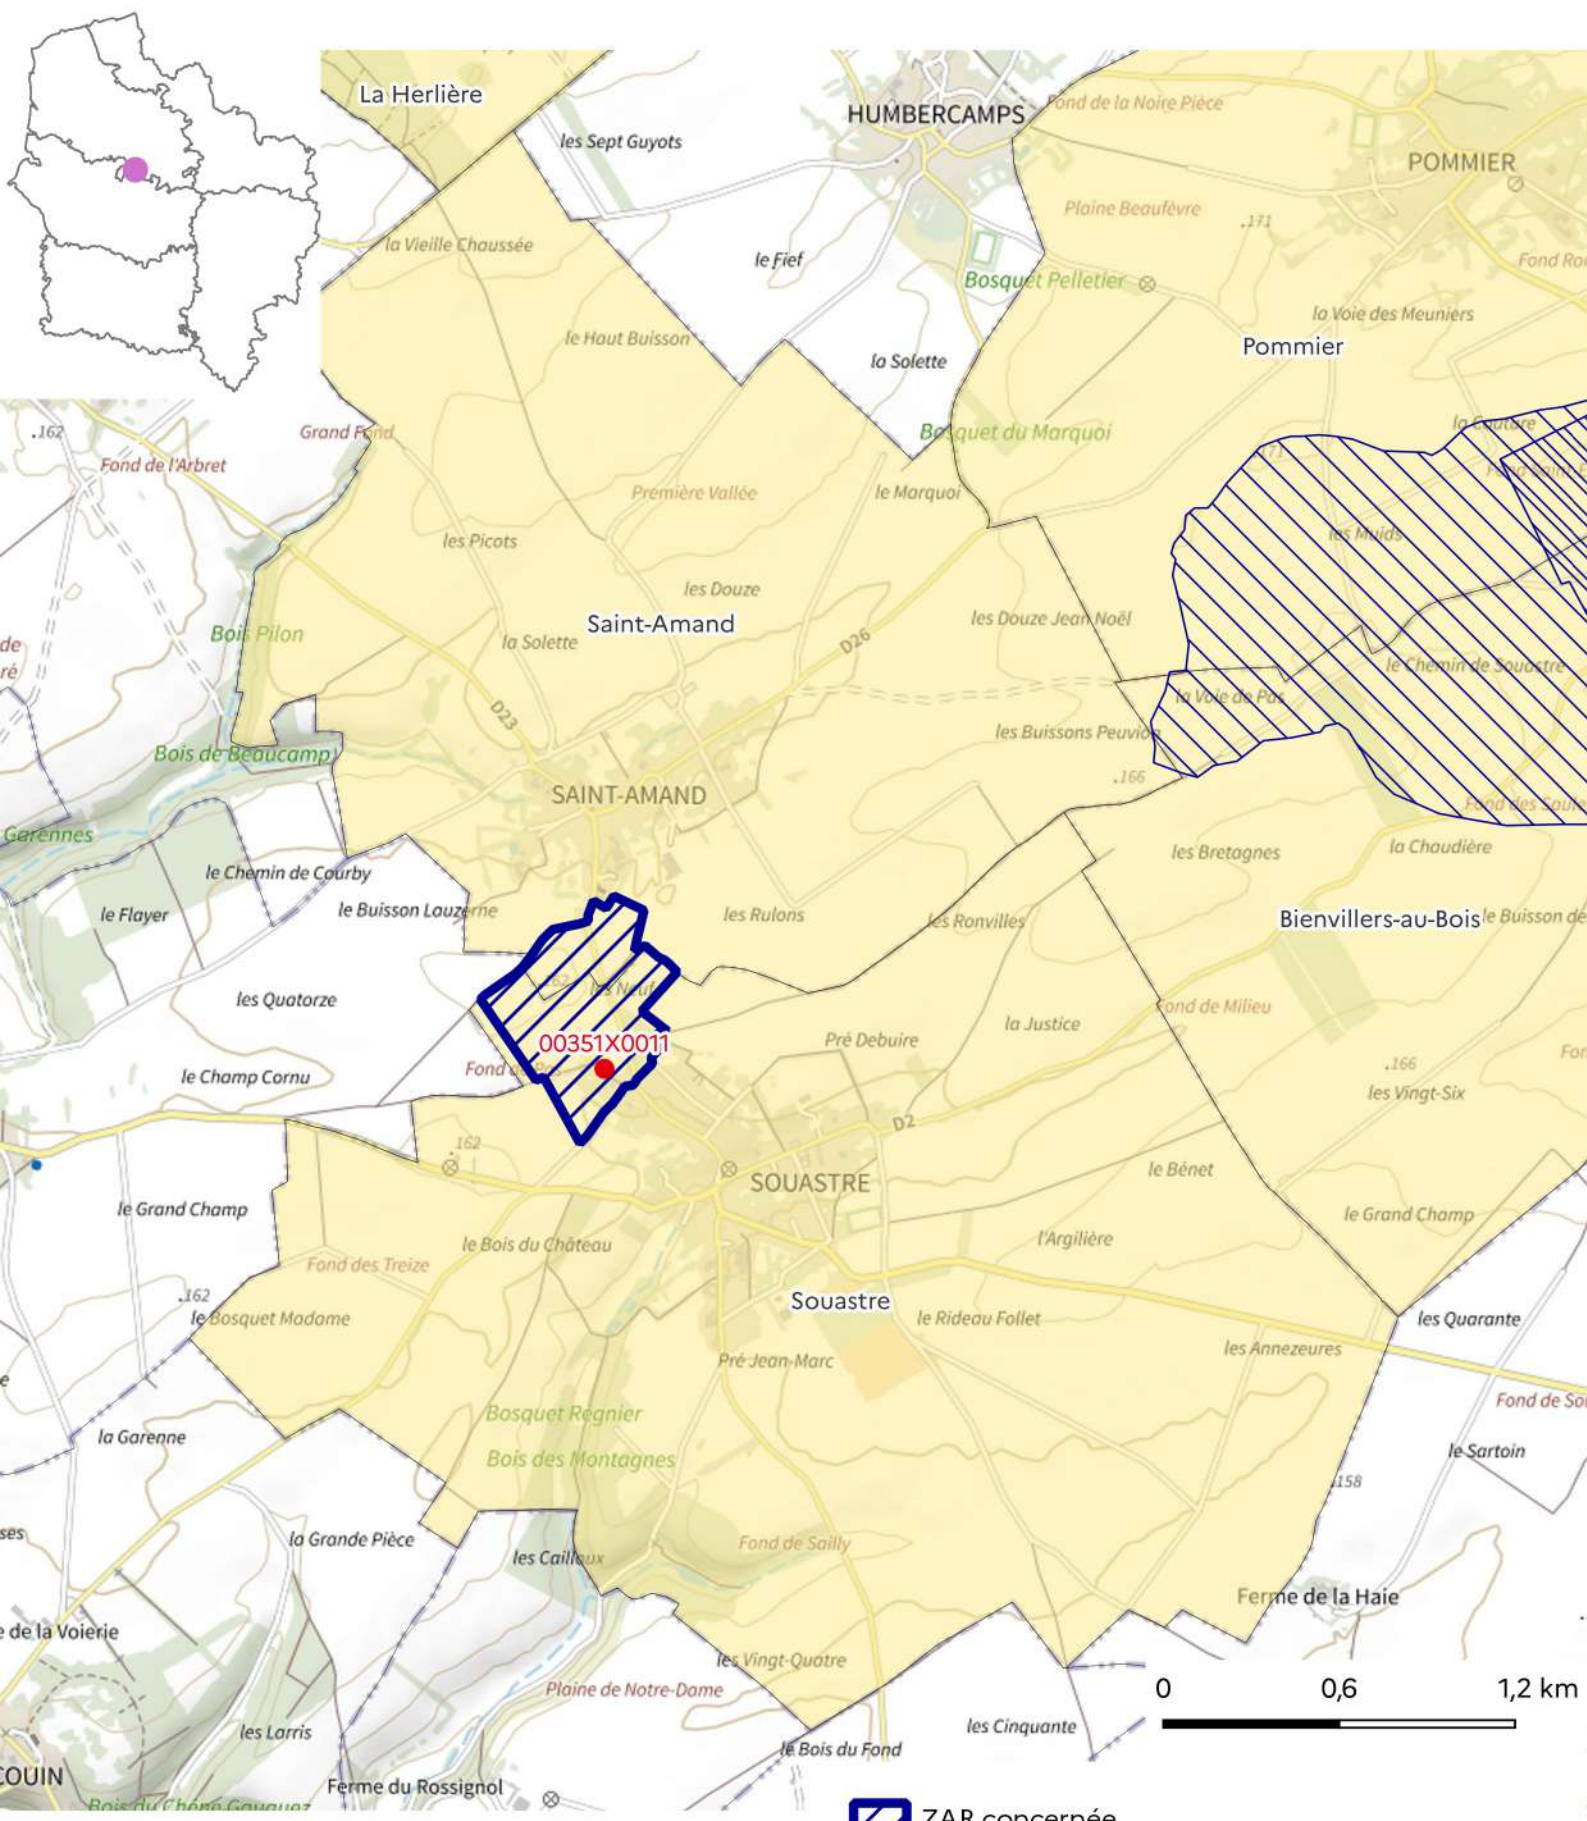 La Herlière
HUMBERCAMPS
Fond de la Noire Pièce
les Sept Guyots
POMMIER
Plaine Beaufèvre
.171
la Vieille Chaussée
le Fief
Bosquet Pelletier
la Voie des Meuniers
le Haut Buisson
Pommier
la Solette
.162
Grand Fond
Bosquet du Marquoi
la Couture
171
Fond de l'Arbret
Première Vallée
le Marquoi
les Picots
les Muids
les Douze
Saint-Amand
les Douze Jean Noël
Bois Pilon
la Solette
D26
le Chemin de Souastre
la Voie de Pas
D23
les Buissons Peuvion
Bois de Beaucamp
.166
SAINT-AMAND
Garennes
les Bretagnes
la Chaudière
le Chemin de Courby
le Flayer
le Buisson Lauzerne
les Rulons
les Ronvilles
Bienvillers-au-Bois
le Buisson de
162
les Neuf
les Quatorze
Fond de Milieu
la Justice
Pré Debuire
00351X0011
Fond de Pas
le Champ Cornu
.166
les Vingt-Six
D2
.162
le Bénet
SOUASTRE
le Grand Champ
le Grand Champ
l'Argilière
le Bois du Château
Fond des Treize
.162
Souastre
le Bosquet Madame
le Rideau Follet
les Quarante
les Annezeures
Pré Jean-Marc
Bosquet Régnier
la Garenne
le Sartoin
Bois des Montagnes
158
la Grande Pièce
Fond de Sailly
les Cailloux
Ferme de la Haie
e de la Voierie
les Vingt-Quatre
Plaine de Notre-Dame
0 0,6 1,2 km
les Larris
les Cinquante
le Bois du Fond
COUIN
Ferme du Rossignol
ZAR concernée